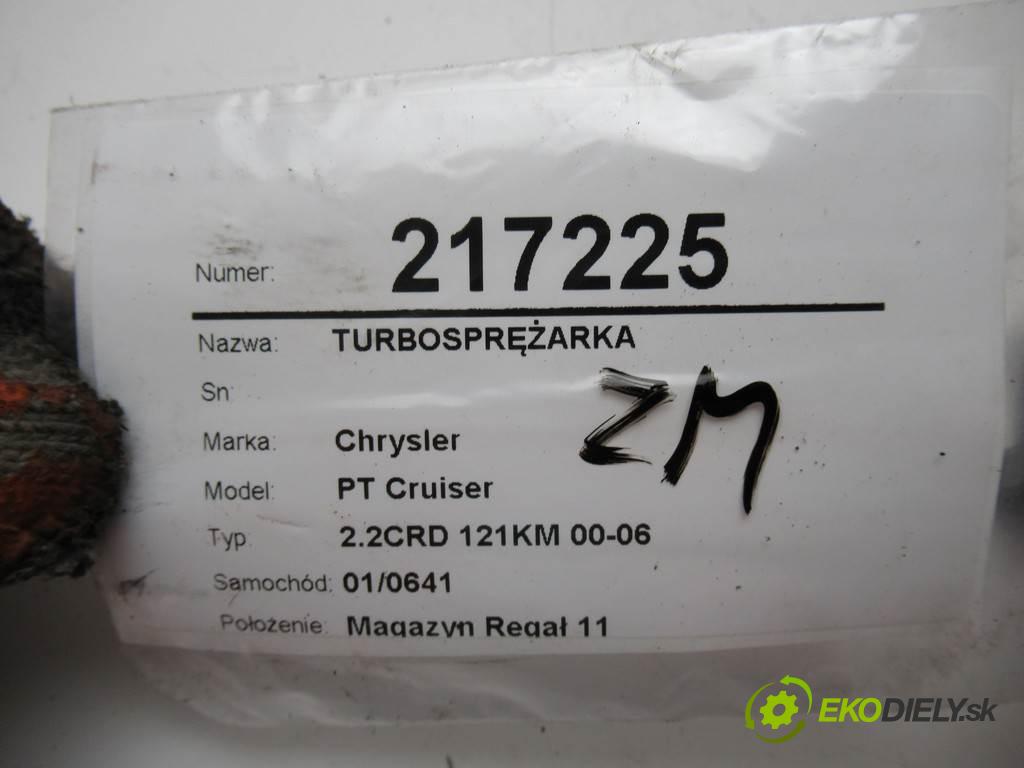 Numer: 217225
Nazwa: TURBOSPRĘŻARKA
Sn:
Marka: Chrysler
Model: PT Cruiser
Typ: 2.2CRD 121KM 00-06
Samochód: 01/0641
Położenie: Magazyn Regał 11
ZM
EKODIELY.sk